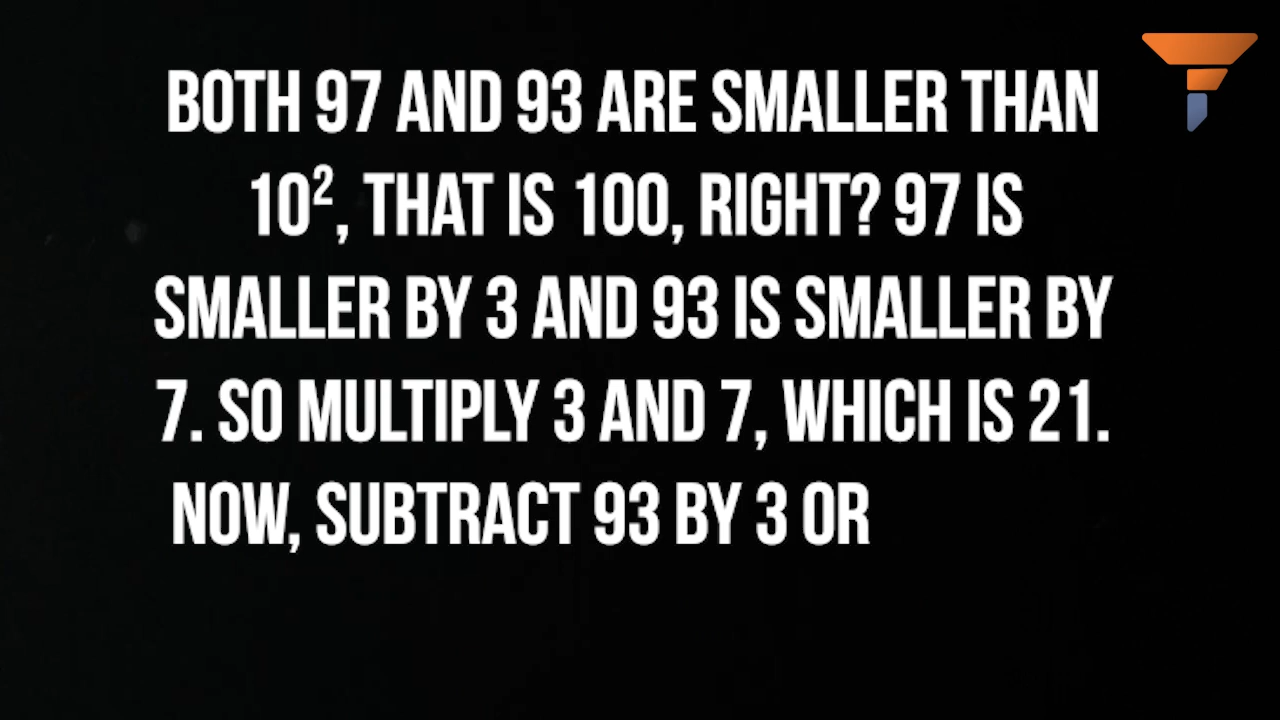 BOTH 97 AND 93 ARE SMALLER THAN
10², THAT IS 100, RIGHT? 97 IS
SMALLER BY 3 AND 93 IS SMALLER BY
7. SO MULTIPLY 3 AND 7, WHICH IS 21.
NOW, SUBTRACT 93 BY 3 OR